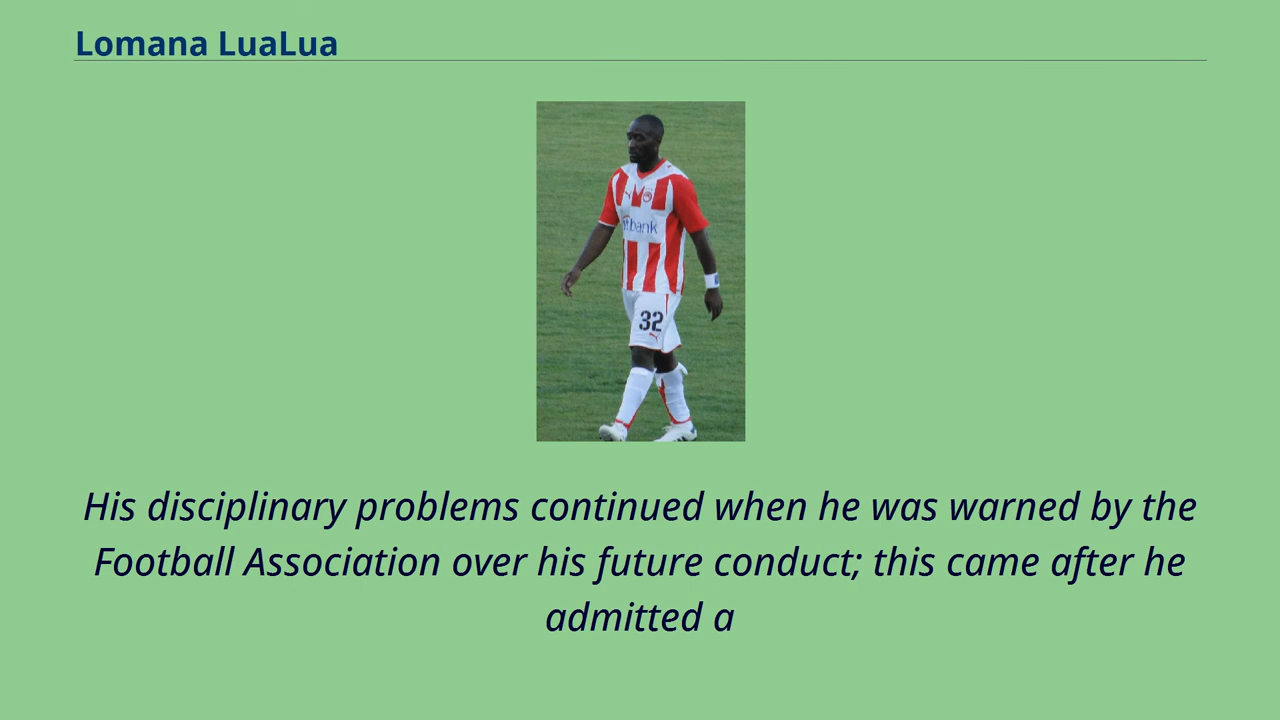 Lomana LuaLua
bank
32
His disciplinary problems continued when he was warned by the
Football Association over his future conduct; this came after he
admitted a